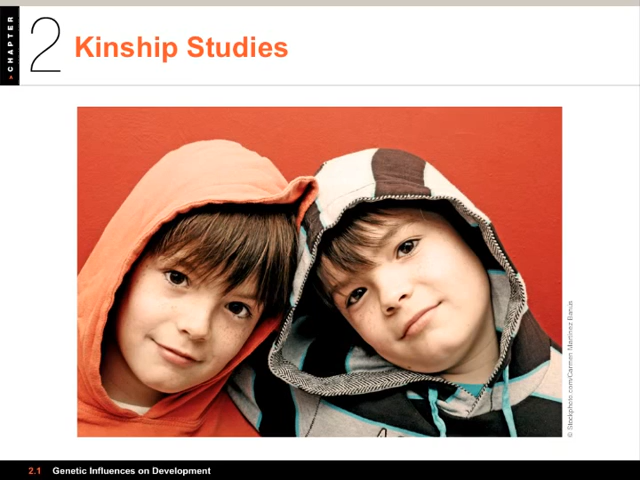 CHAPTER
2
Kinship Studies
© iStockphoto.com/Carmen Martínez Banús
2.1 Genetic Influences on Development